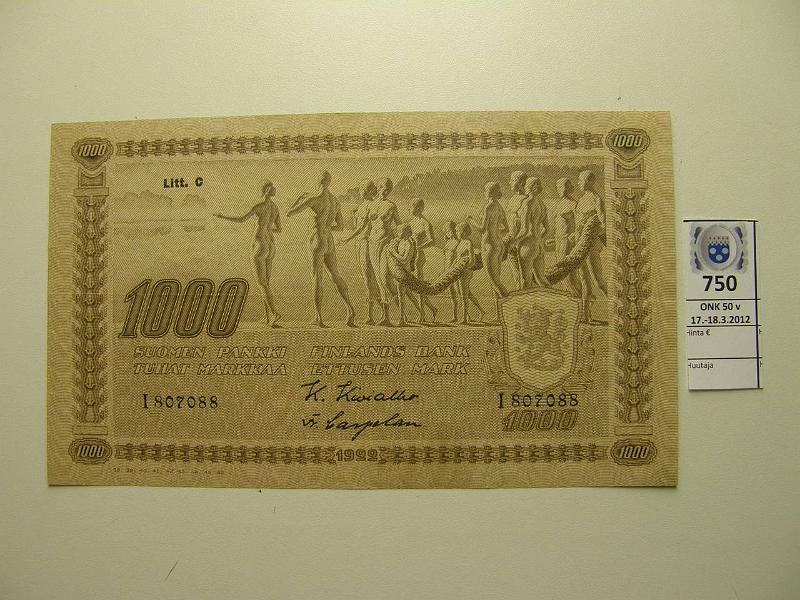 1000 1000
Litt. C
1000
SUOMEN PANKKI FINLANDS BANK
TUHAT MARKKAA ETTUSEN MARK
I 807088 I 807088
1000
1922
1000 1000
750
ONK 50 v
17.-18.3.2012
Hinta €
Huutaja